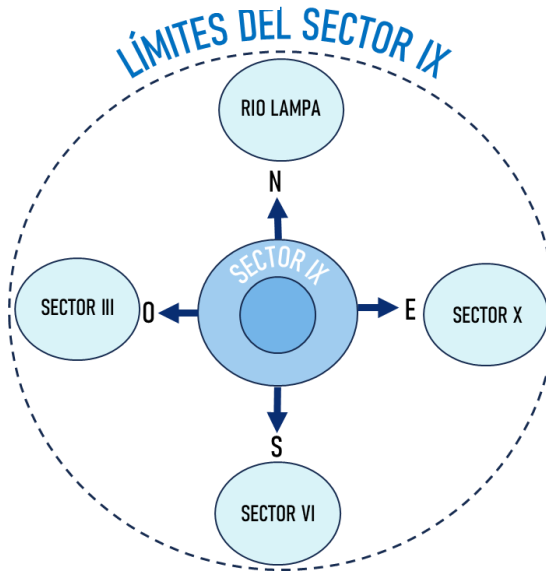 LÍMITES DEL SECTOR IX
RIO LAMPA
N
SECTOR IX
SECTOR III
O
E
SECTOR X
S
SECTOR VI